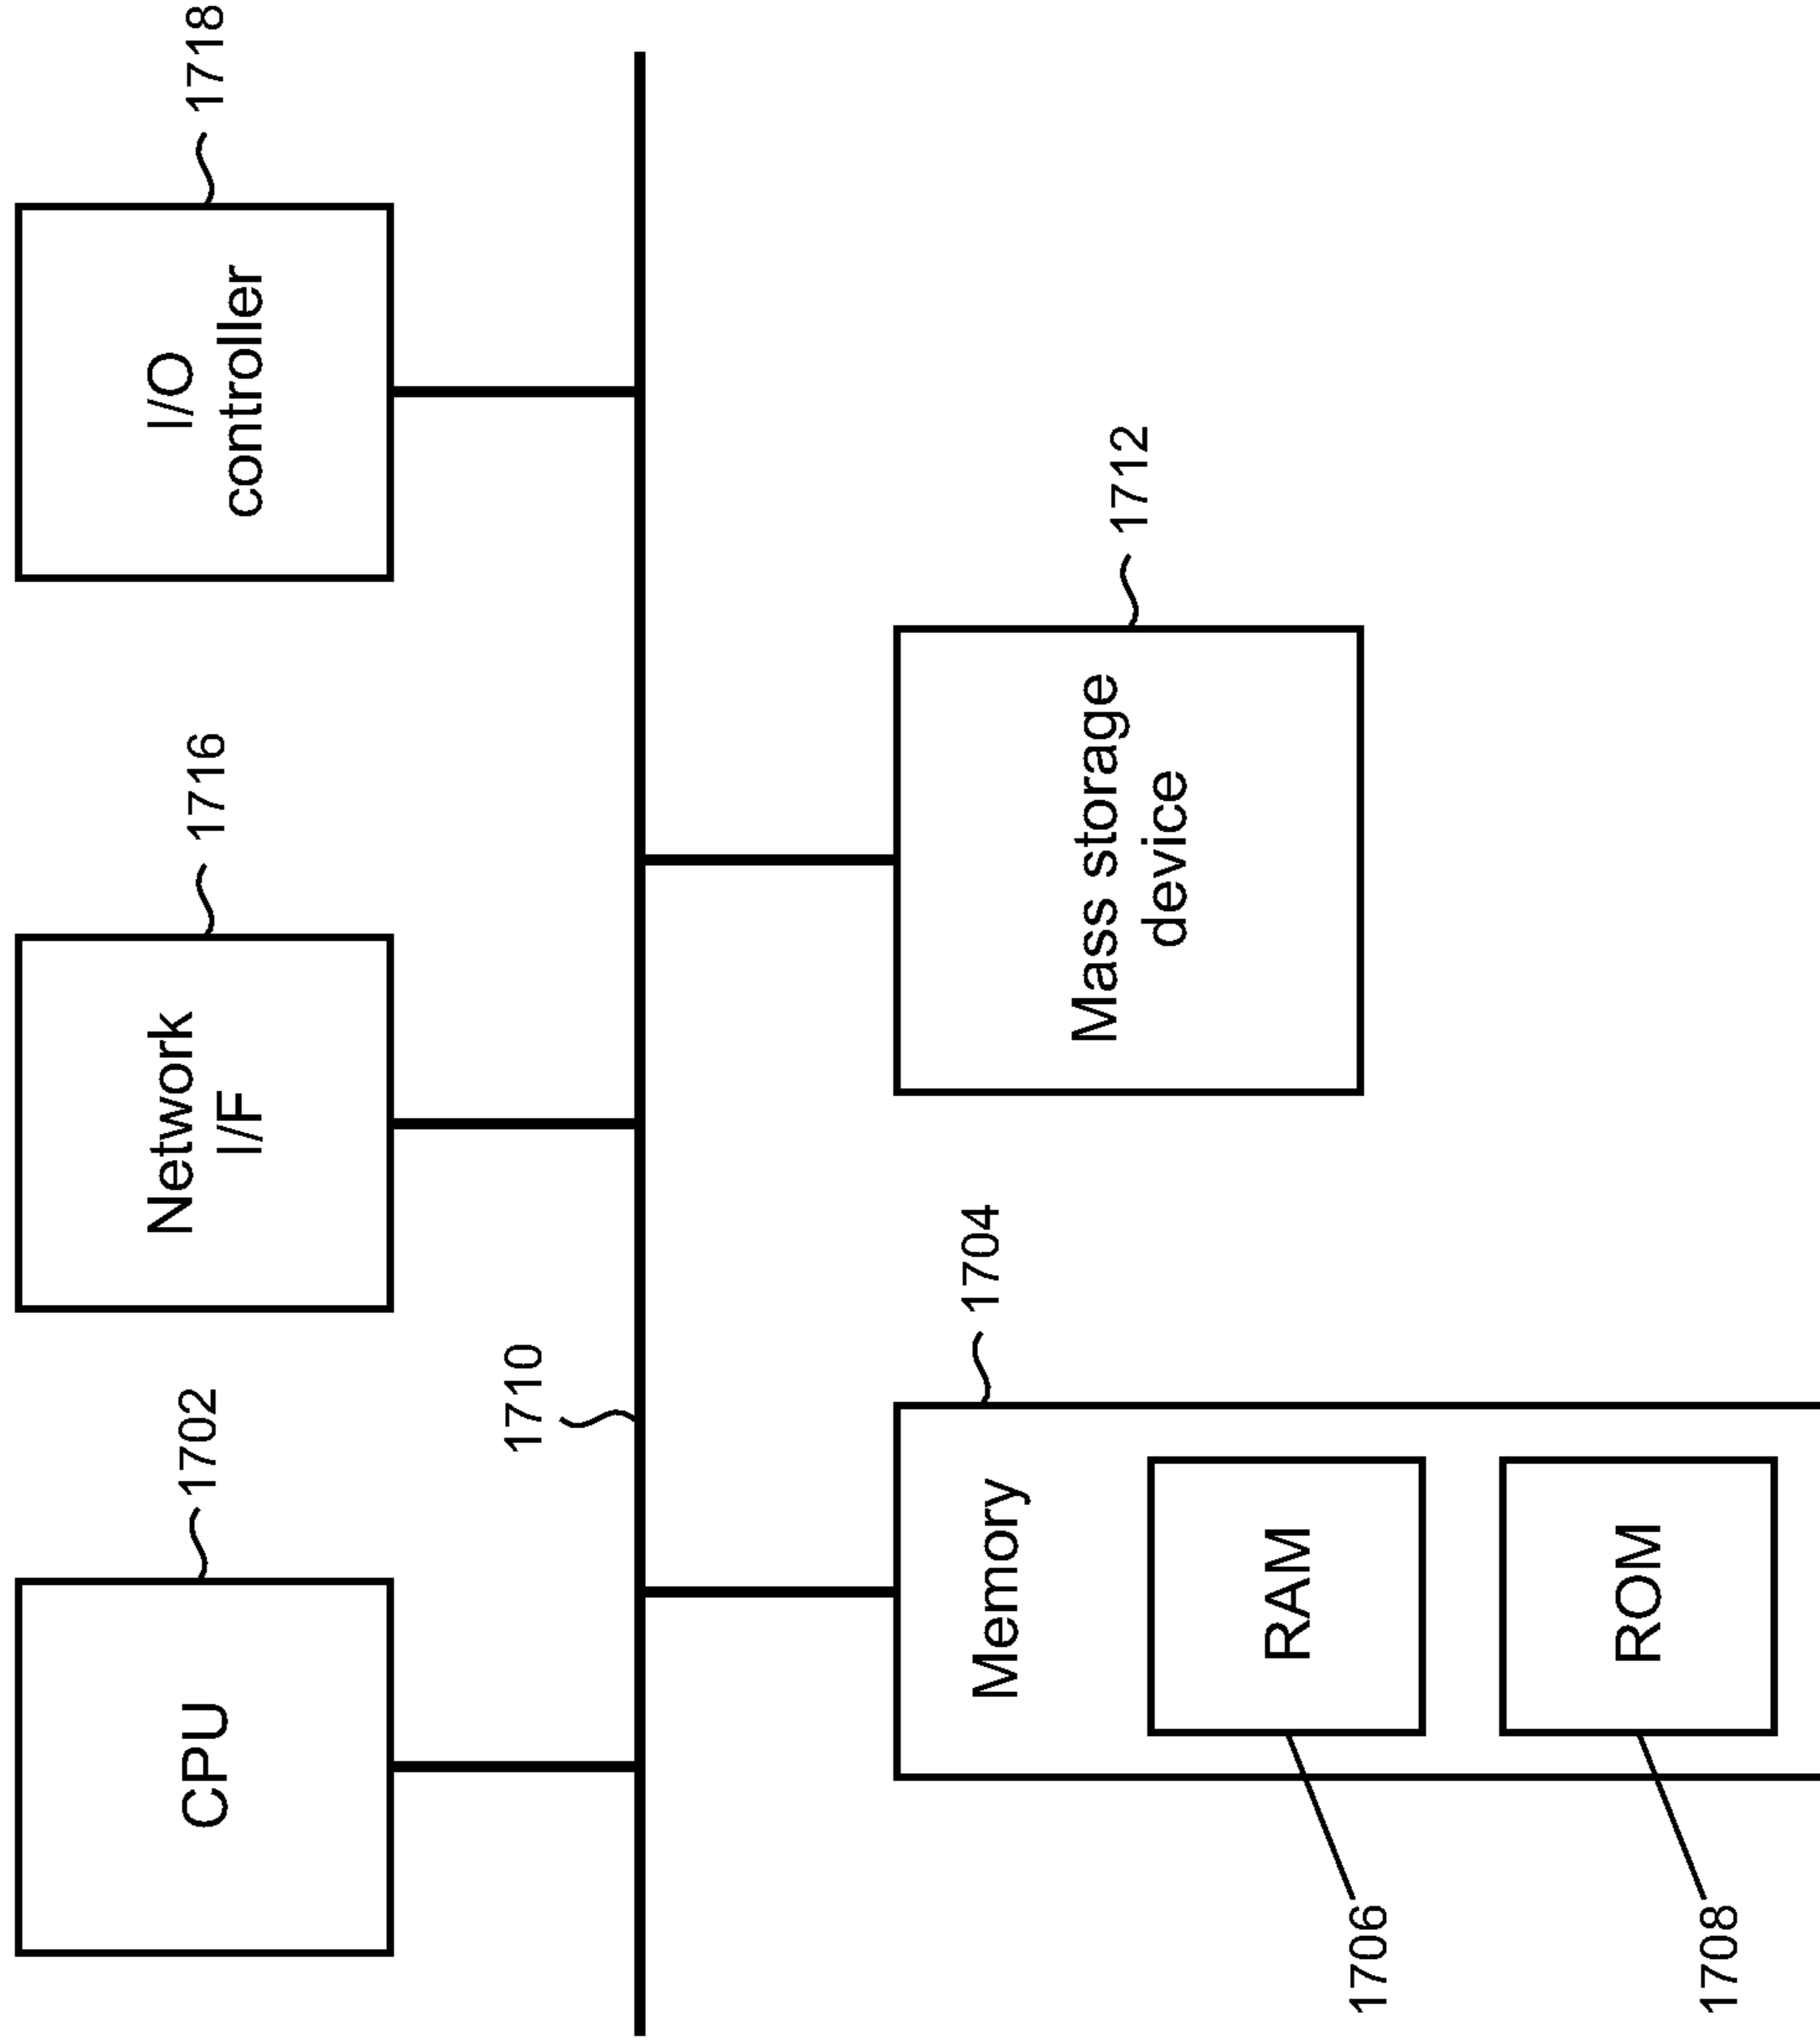 CPU
1702
Network
I/F
1716
I/O
controller
1718
1710
Memory
1704
RAM
1706
ROM
1708
Mass storage
device
1712